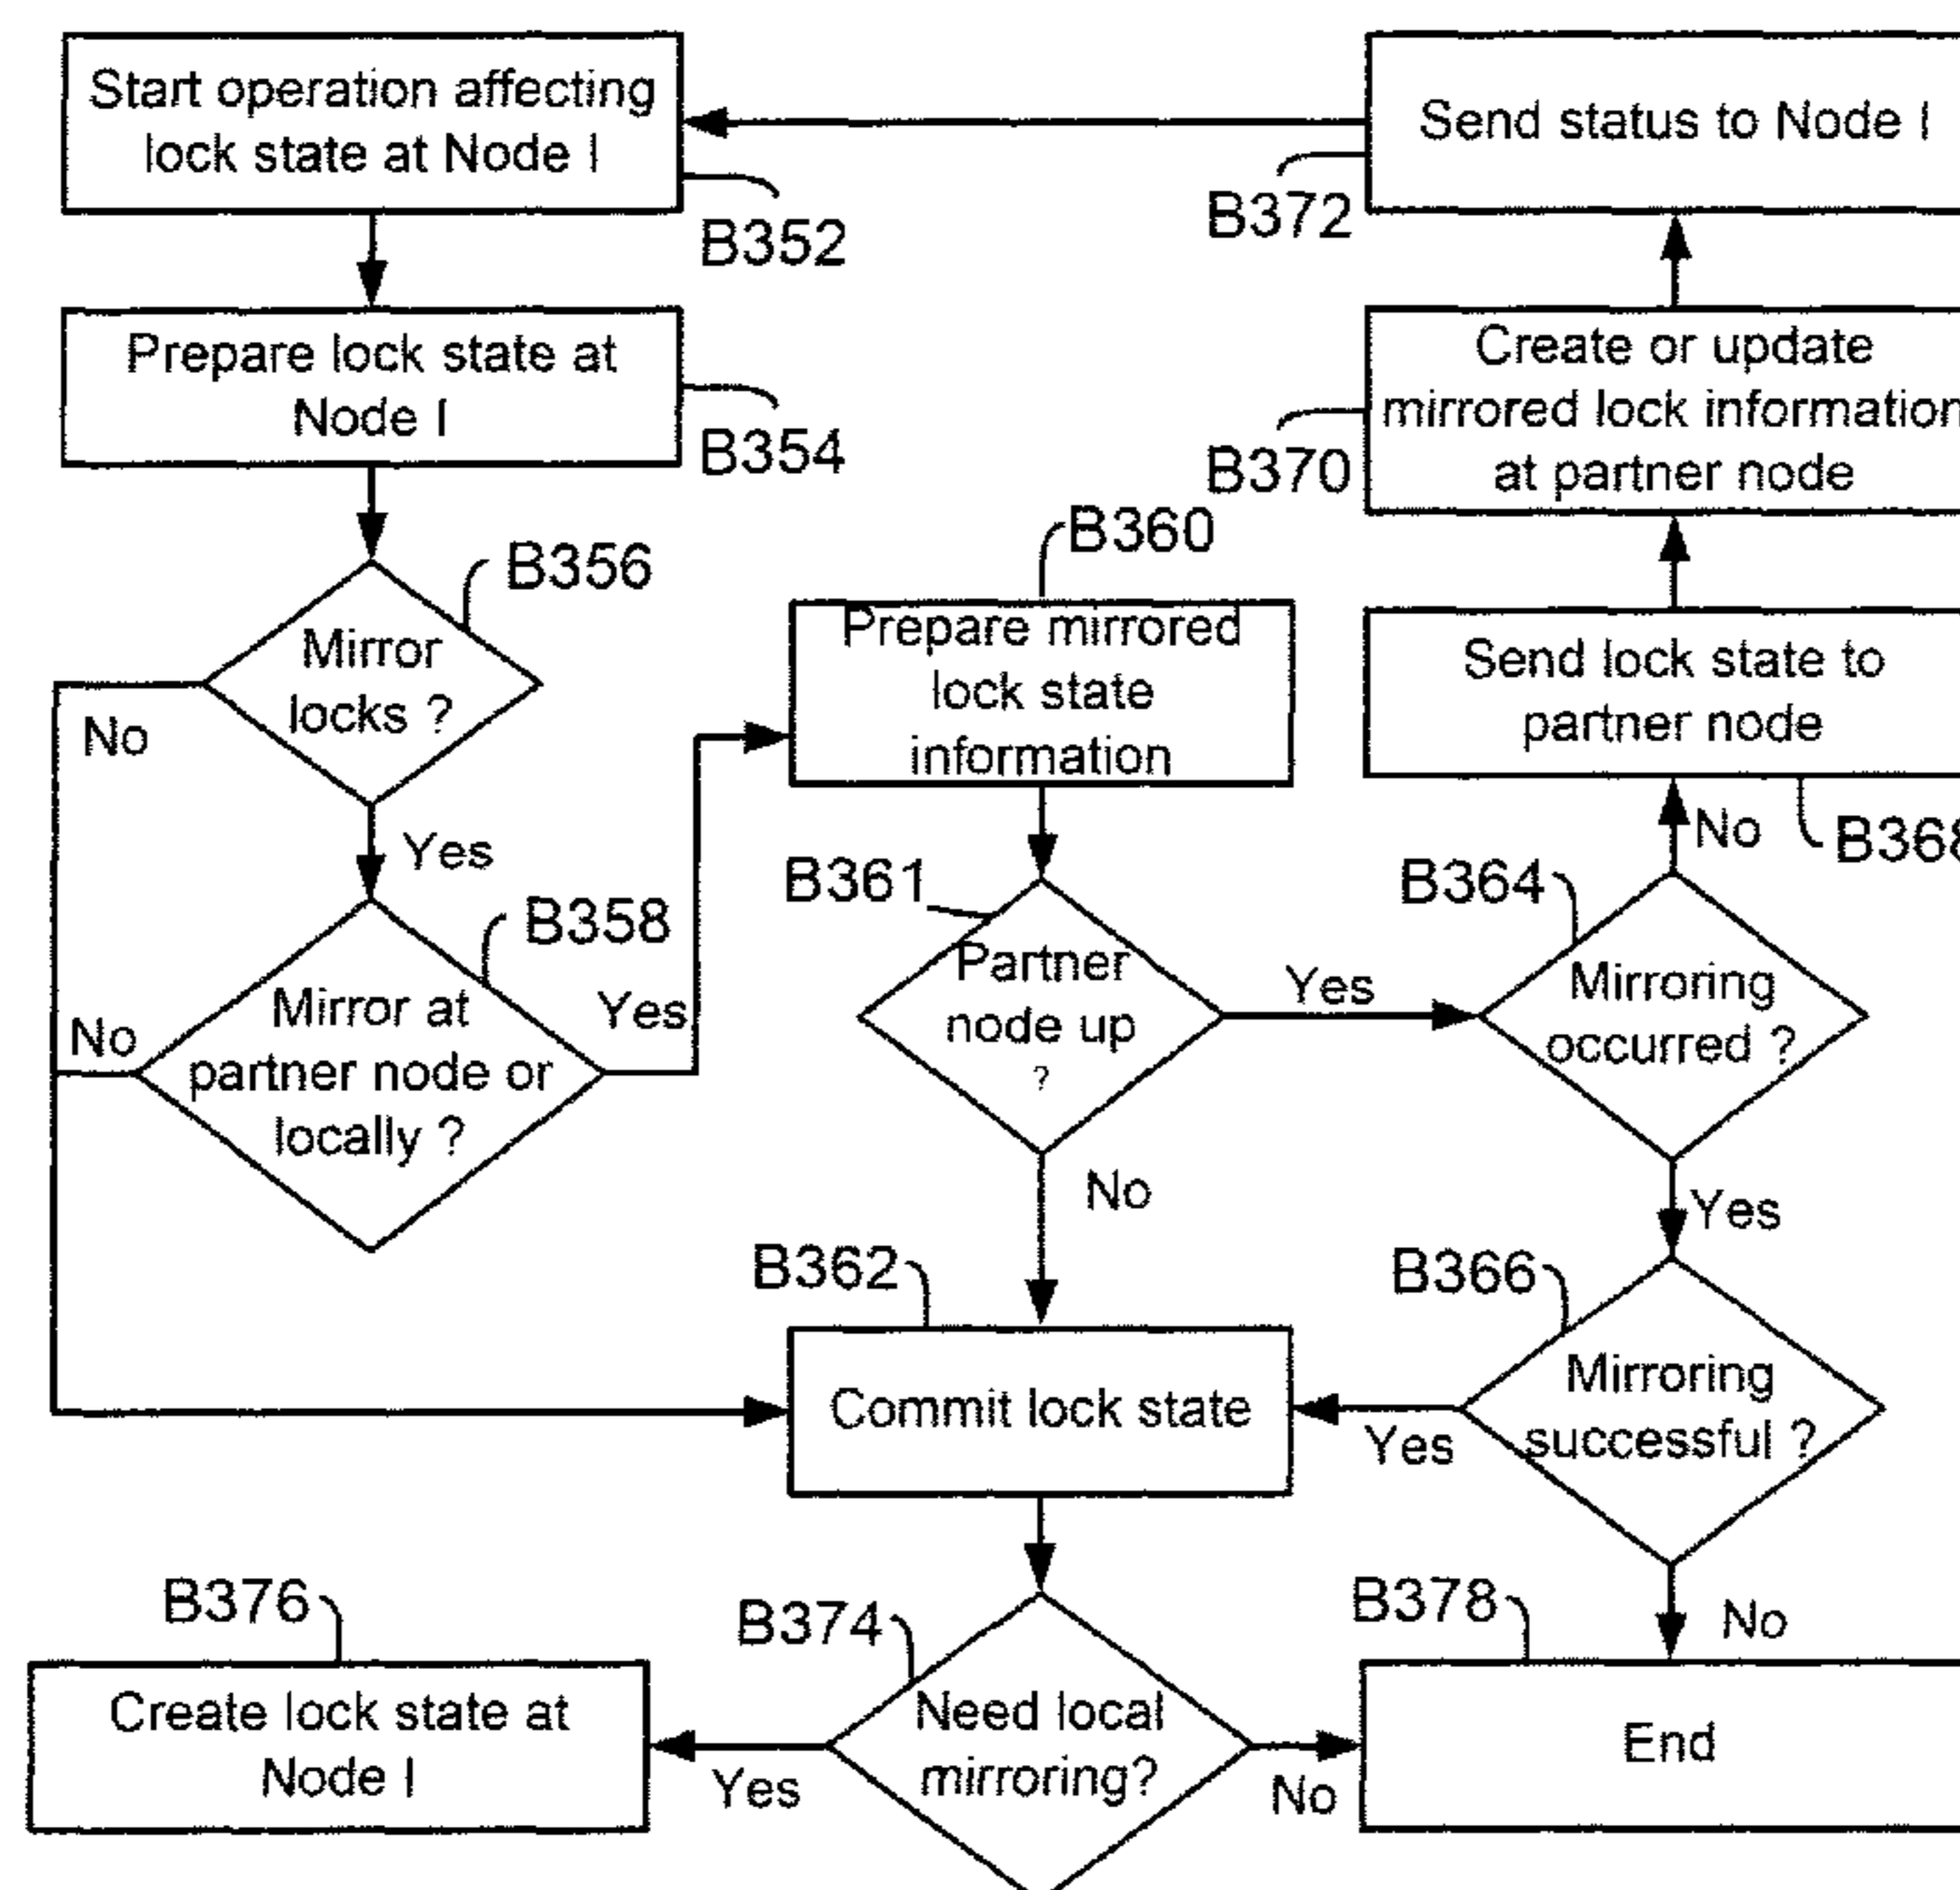 Start operation affecting
lock state at Node I
B352
Send status to Node I
B372
Prepare lock state at
Node I
B354
Create or update
mirrored lock information
at partner node
B370
B356
Mirror
locks ?
No
Yes
B360
Prepare mirrored
lock state
information
Send lock state to
partner node
B368
No
B358
Mirror at
partner node or
locally ?
No
Yes
B361
Partner
node up
?
Yes
No
B364
Mirroring
occurred ?
Yes
B362
Commit lock state
B366
Mirroring
successful ?
Yes
No
B376
Create lock state at
Node I
B374
Need local
mirroring?
Yes
No
B378
End